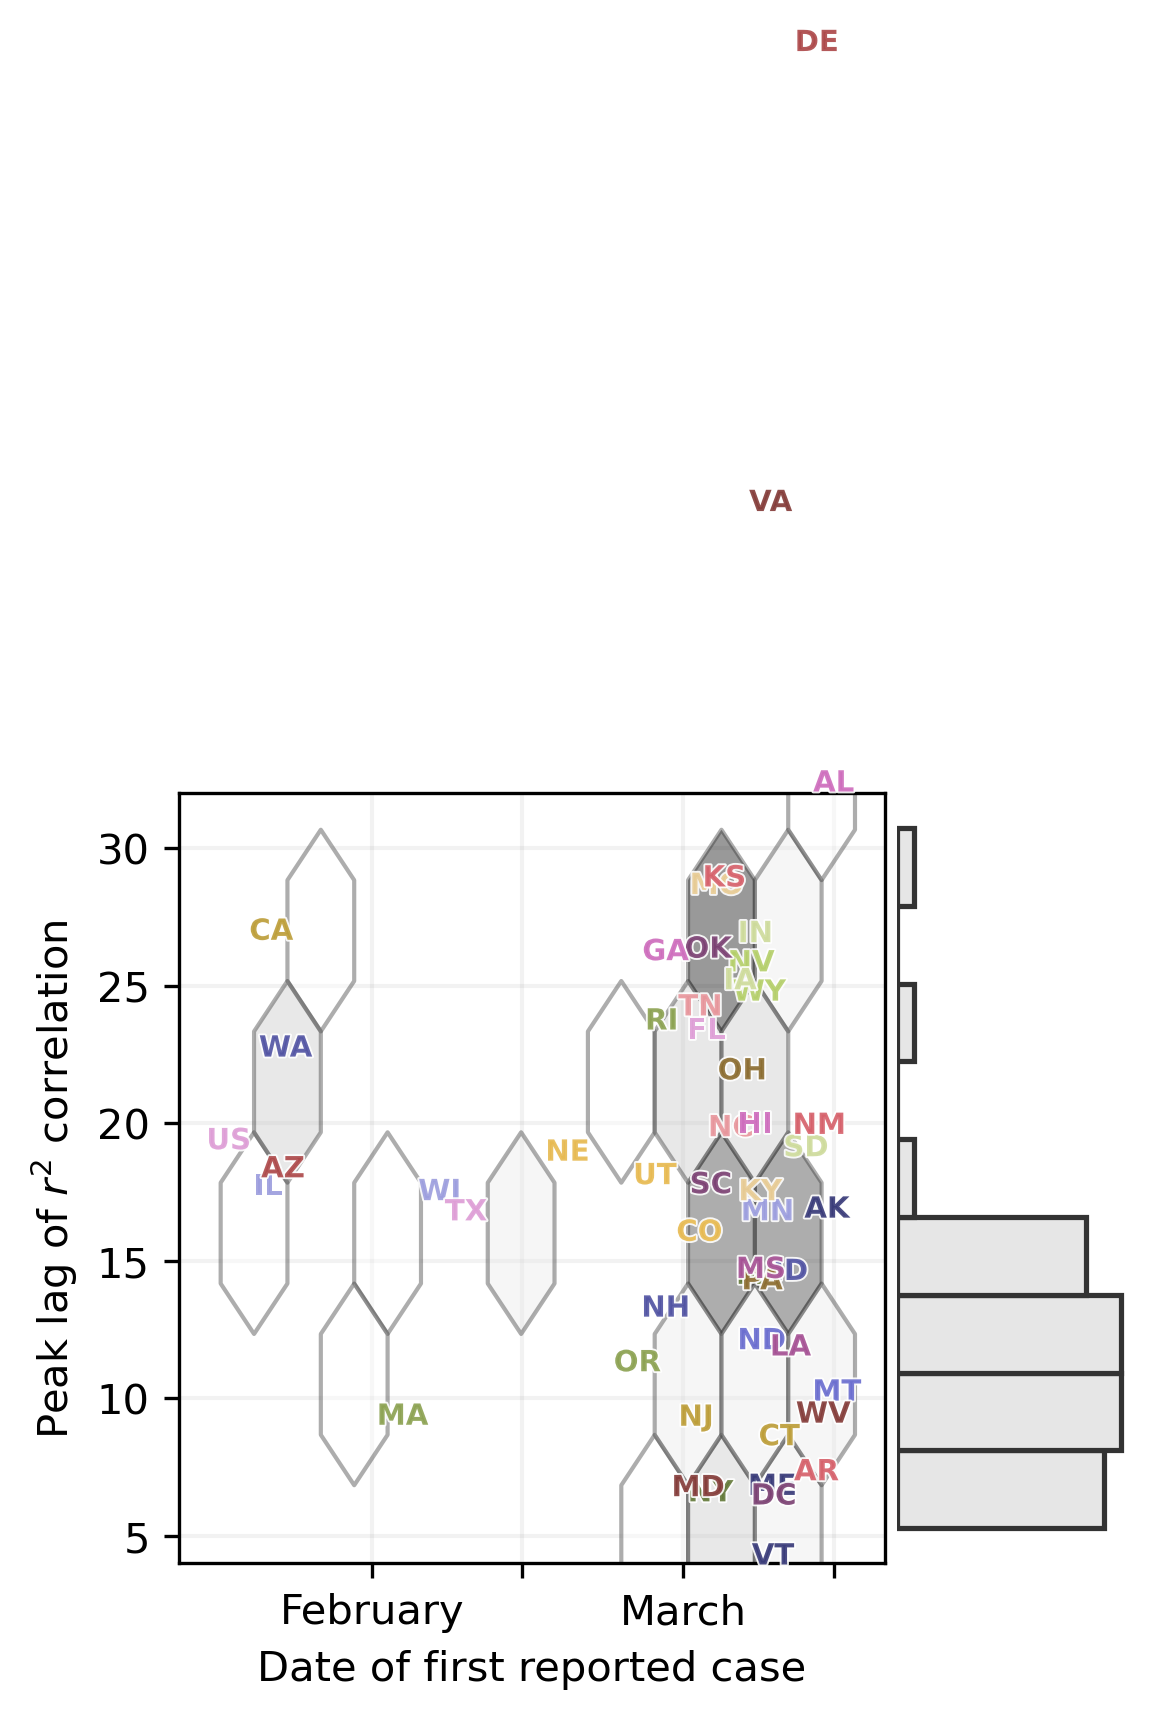 DE
VA
AL
30
KS
CA
IN
GA
OK
NV
25
IA
WY
TN
RI
FL
WA
OH
20
HI
NM
US
SD
NE
AZ
UT
IL
SC
WI
KY
TX
MN
AK
CO
15
MS
NH
ND
LA
OR
10
MT
MA
NJ
WV
CT
AR
MD
NY
ME
DC
5
VT
Peak lag of r² correlation
February
March
Date of first reported case